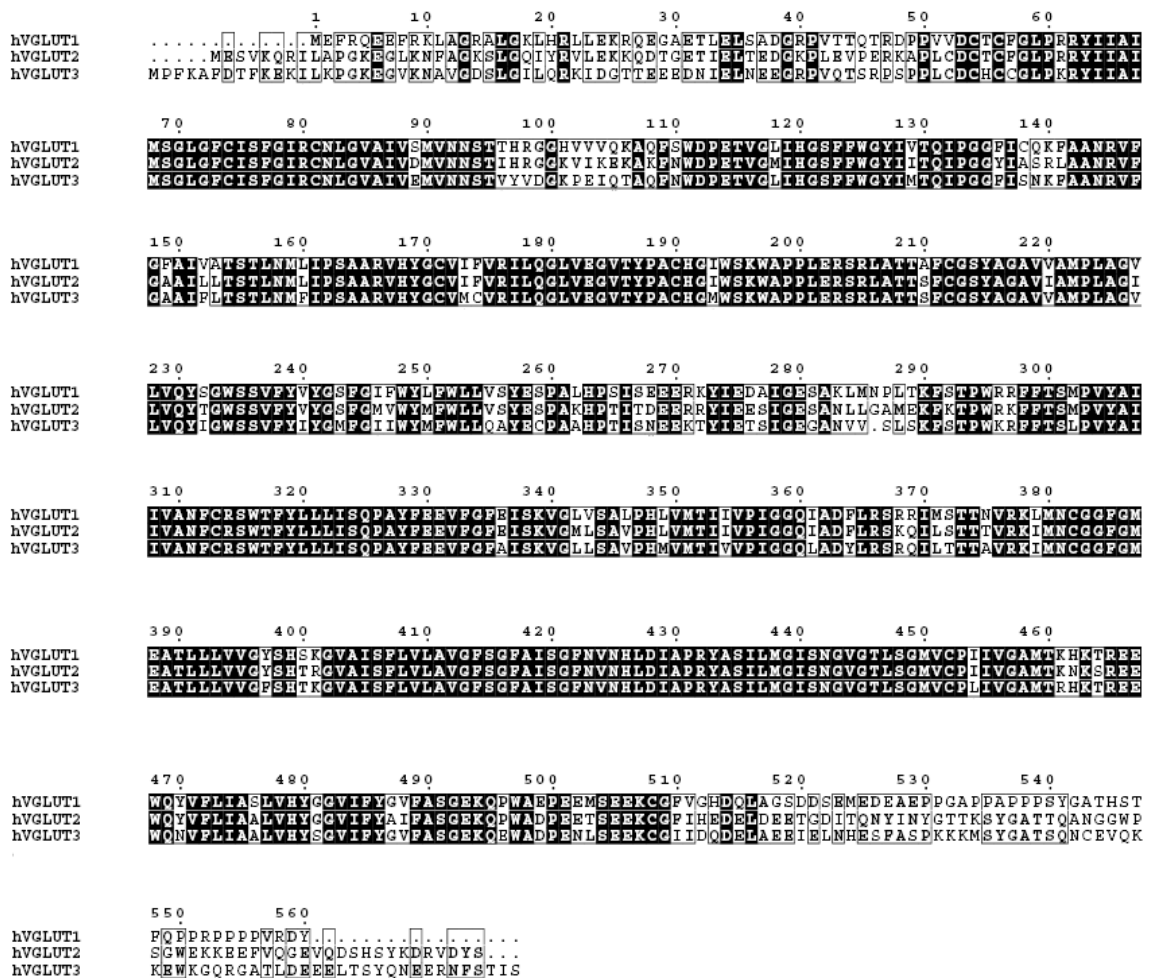 1 10 20 30 40 50 60
hVGLUT1 .............MEFRQEEFRKLAGRALGKLHRLLEKRQEGAETLELSADGRPVTTQTRDPPVVDCTCFGLPRRYIIAI
hVGLUT2 .....MESVKQRILAPGKEGLKNFAGKSLGQIYRVLEKKQDTGETIELTEDGKPLEVPERKAPLCDCTCFGLPRRYIIAI
hVGLUT3 MPFKAFDTFKEKILKPGKEGVKNAVGDSLGILQRKIDGTTEEEDNIELNEEGRPVQTSRPSPPLCDCHCCGLPKRYIIAI
70 80 90 100 110 120 130 140
hVGLUT1 MSGLGFCISFGIRCNLGVAIVSMVNNSTTHRGGHVVVQKAQFSWDPETVGLIHGSFFWGYIVTQIPGGFICQKFAANRVF
hVGLUT2 MSGLGFCISFGIRCNLGVAIVDMVNNSTIHRGGKVIKEKAKFNWDPETVGMIHGSFFWGYIITQIPGGYIASRLAANRVF
hVGLUT3 MSGLGFCISFGIRCNLGVAIVEMVNNSTVYVDGKPEIQTAQFNWDPETVGLIHGSFFWGYIMTQIPGGFISNKFAANRVF
150 160 170 180 190 200 210 220
hVGLUT1 GFAIVATSTLNMLIPSAARVHYGCVIFVRILQGLVEGVTYPACHGIWSKWAPPLERSRLATTAFCGSYAGAVVAMPLAGV
hVGLUT2 GAAILLTSTLNMLIPSAARVHYGCVIFVRILQGLVEGVTYPACHGIWSKWAPPLERSRLATTSFCGSYAGAVIAMPLAGI
hVGLUT3 GAAIFLTSTLNMFIPSAARVHYGCVMCVRILQGLVEGVTYPACHGMWSKWAPPLERSRLATTSFCGSYAGAVVAMPLAGV
230 240 250 260 270 280 290 300
hVGLUT1 LVQYSGWSSVFYVYGSFGIFWYLFWLLVSYESPALHPSISEEERKYIEDAIGESAKLMNPLTKFSTPWRRFFTSMPVYAI
hVGLUT2 LVQYTGWSSVFYVYGSFGMVWYMFWLLVSYESPAKHPTITDEERRYIEESIGESANLLGAMEKFKTPWRKFFTSMPVYAI
hVGLUT3 LVQYIGWSSVFYIYGMFGIIWYMFWLLQAYECPAAHPTISNEEKTYIETSIGEGANVV.SLSKFSTPWKRFFTSLPVYAI
310 320 330 340 350 360 370 380
hVGLUT1 IVANFCRSWTFYLLLISQPAYFEEVFGFEISKVGLVSALPHLVMTIIVPIGGQIADFLRSRRIMSTTNVRKLMNCGGFGM
hVGLUT2 IVANFCRSWTFYLLLISQPAYFEEVFGFEISKVGMLSAVPHLVMTIIVPIGGQIADFLRSKQILSTTTVRKIMNCGGFGM
hVGLUT3 IVANFCRSWTFYLLLISQPAYFEEVFGFAISKVGLLSAVPHMVMTIVVPIGGQLADYLRSRQILTTTAVRKIMNCGGFGM
390 400 410 420 430 440 450 460
hVGLUT1 EATLLLVVGYSHSKGVAISFLVLAVGFSGFAISGFNVNHLDIAPRYASILMGISNGVGTLSGMVCPIIVGAMTKHKTREE
hVGLUT2 EATLLLVVGYSHTRGVAISFLVLAVGFSGFAISGFNVNHLDIAPRYASILMGISNGVGTLSGMVCPIIVGAMTKNKSREE
hVGLUT3 EATLLLVVGFSHTKGVAISFLVLAVGFSGFAISGFNVNHLDIAPRYASILMGISNGVGTLSGMVCPLIVGAMTRHKTREE
470 480 490 500 510 520 530 540
hVGLUT1 WQYVFLIASLVHYGGVIFYGVFASGEKQPWAEPEEMSEEKCGFVGHDQLAGSDDSEMEDEAEPPGAPPAPPPSYGATHST
hVGLUT2 WQYVFLIAALVHYGGVIFYAIFASGEKQPWADPEETSEEKCGFIHEDELDEETGDITQNYINYGTTKSYGATTQANGGWP
hVGLUT3 WQNVFLIAALVHYSGVIFYGVFASGEKQEWADPENLSEEKCGIIDQDELAEEIELNHESFASPKKKMSYGATSQNCEVQK
550 560
hVGLUT1 FQPPRPPPPVRDY.................
hVGLUT2 SGWEKKEEFVQGEVQDSHSYKDRVDYS...
hVGLUT3 KEWKGQRGATLDEEELTSYQNEERNFSTIS